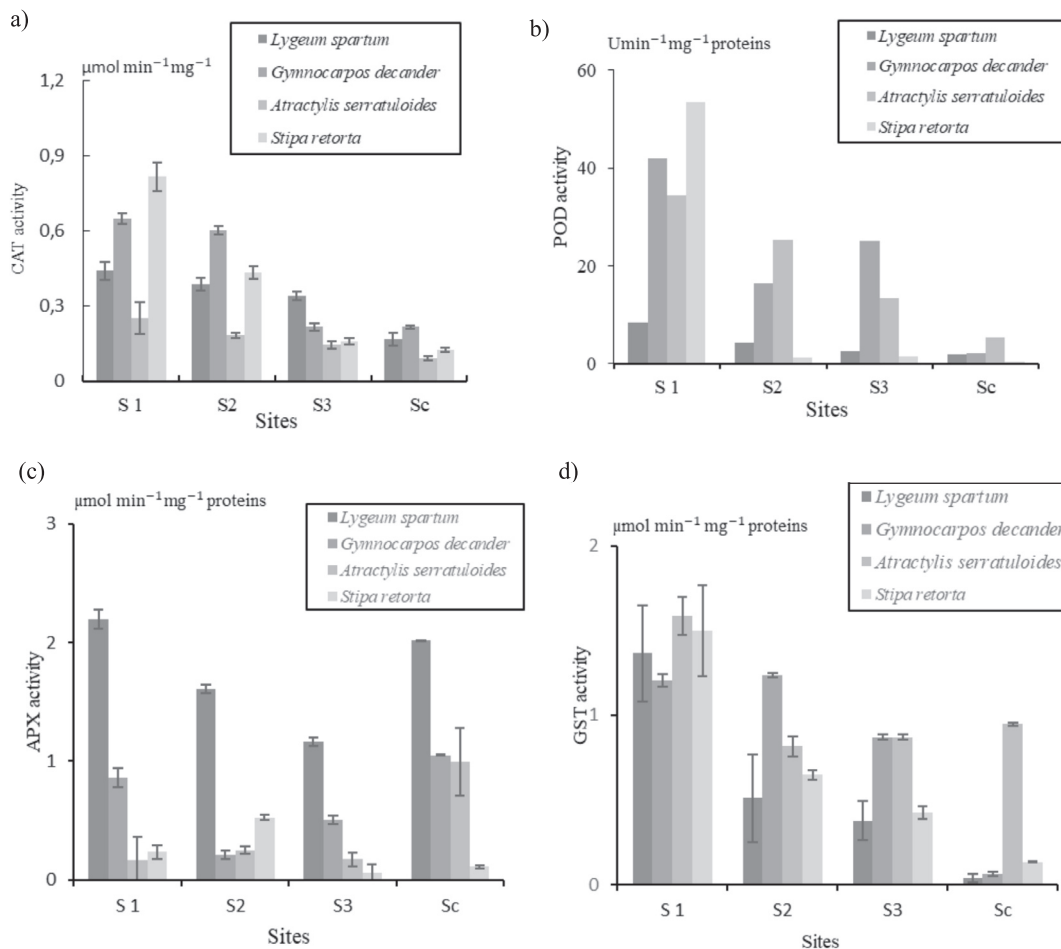 a)
µmol min⁻¹mg⁻¹
Lygeum spartum
Gymnocarpos decander
Atractylis serratuloides
Stipa retorta
1,2
0,9
0,6
0,3
0
CAT activity
S 1 S2 S3 Sc
Sites
b)
Umin⁻¹mg⁻¹ proteins
Lygeum spartum
Gymnocarpos decander
Atractylis serratuloides
Stipa retorta
60
40
20
0
POD activity
S 1 S2 S3 Sc
Sites
(c)
µmol min⁻¹mg⁻¹ proteins
Lygeum spartum
Gymnocarpos decander
Atractylis serratuloides
Stipa retorta
3
2
1
0
APX activity
S 1 S2 S3 Sc
Sites
d)
µmol min⁻¹ mg⁻¹ proteins
Lygeum spartum
Gymnocarpos decander
Atractylis serratuloides
Stipa retorta
2
1
0
GST activity
S 1 S2 S3 Sc
Sites